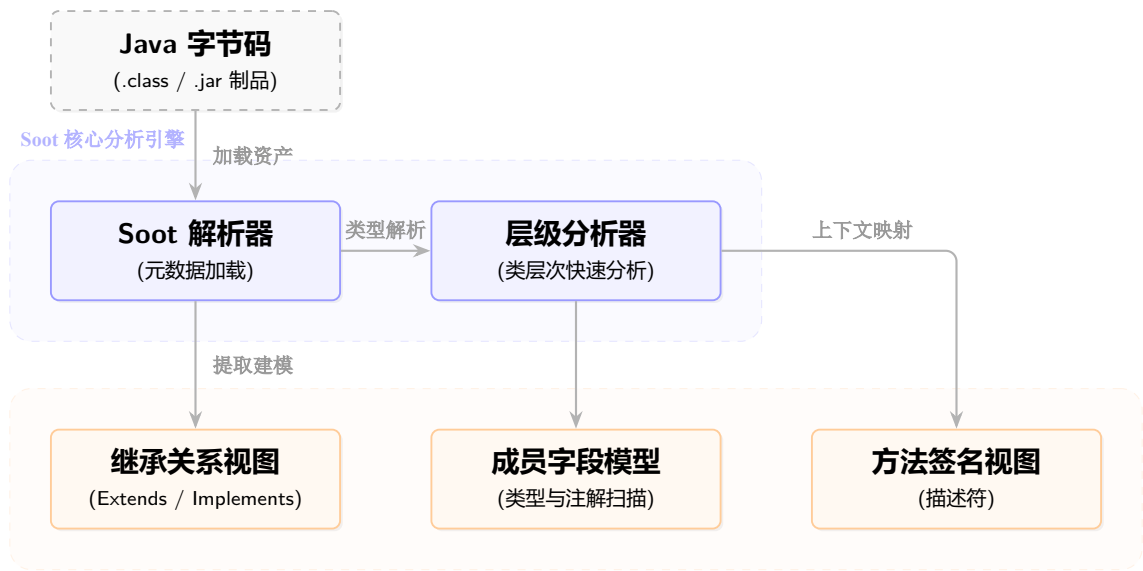 Java 字节码
(.class / .jar 制品)
Soot 核心分析引擎
加载资产
Soot 解析器
(元数据加载)
类型解析
层级分析器
(类层次快速分析)
上下文映射
提取建模
继承关系视图
(Extends / Implements)
成员字段模型
(类型与注解扫描)
方法签名视图
(描述符)